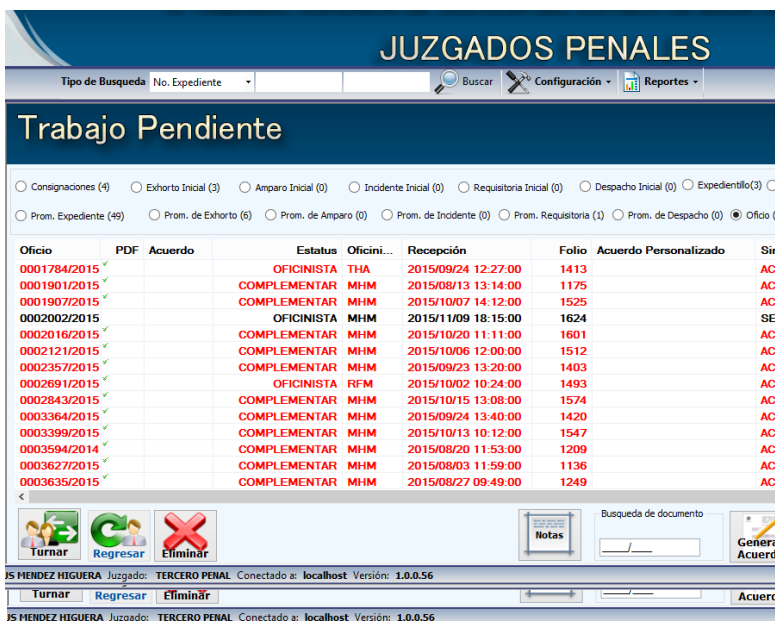 JUZGADOS PENALES
Tipo de Busqueda No. Expediente Buscar Configuración Reportes
Trabajo Pendiente
Consignaciones (4) Exhorto Inicial (3) Amparo Inicial (0) Incidente Inicial (0) Requisitoria Inicial (0) Despacho Inicial (0) Expedientillo(3)
Prom. Expediente (49) Prom. de Exhorto (6) Prom. de Amparo (0) Prom. de Incidente (0) Prom. Requisitoria (1) Prom. de Despacho (0) Oficio (
Oficio PDF Acuerdo Estatus Oficini... Recepción Folio Acuerdo Personalizado Sin
0001784/2015 OFICINISTA THA 2015/09/24 12:27:00 1413 AC
0001901/2015 COMPLEMENTAR MHM 2015/08/13 13:14:00 1175 AC
0001907/2015 COMPLEMENTAR MHM 2015/10/07 14:12:00 1525 AC
0002002/2015 OFICINISTA MHM 2015/11/09 18:15:00 1624 SE
0002016/2015 COMPLEMENTAR MHM 2015/10/20 11:11:00 1601 AC
0002121/2015 COMPLEMENTAR MHM 2015/10/06 12:00:00 1512 AC
0002357/2015 COMPLEMENTAR MHM 2015/09/23 13:20:00 1403 AC
0002691/2015 OFICINISTA RFM 2015/10/02 10:24:00 1493 AC
0002843/2015 COMPLEMENTAR MHM 2015/10/15 13:08:00 1574 AC
0003364/2015 COMPLEMENTAR MHM 2015/09/24 13:40:00 1420 AC
0003399/2015 COMPLEMENTAR MHM 2015/10/13 10:12:00 1547 AC
0003594/2014 COMPLEMENTAR MHM 2015/08/20 11:53:00 1209 AC
0003627/2015 COMPLEMENTAR MHM 2015/08/03 11:59:00 1136 AC
0003635/2015 COMPLEMENTAR MHM 2015/08/27 09:49:00 1249 AC
Busqueda de documento
Turnar Regresar Eliminar Notas ___/____ Genera
Acuerd
JS MENDEZ HIGUERA Juzgado: TERCERO PENAL Conectado a: localhost Versión: 1.0.0.56
Turnar Regresar Eliminar Acuerd
JS MENDEZ HIGUERA Juzgado: TERCERO PENAL Conectado a: localhost Versión: 1.0.0.56